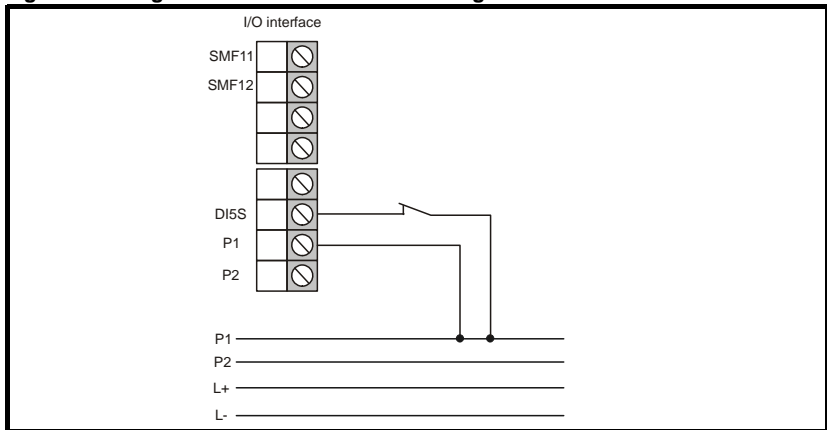 I/O interface
SMF11
SMF12
DI5S
P1
P2
P1
P2
L+
L-